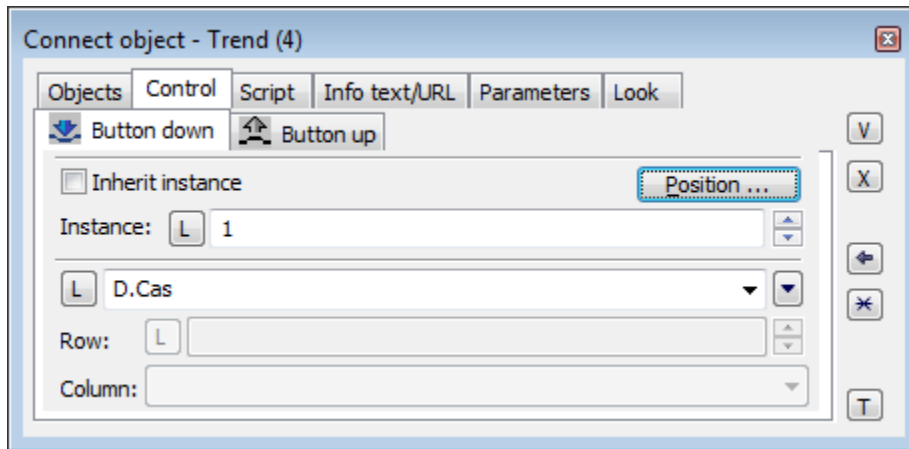 Connect object - Trend (4)
Objects Control Script Info text/URL Parameters Look
Button down Button up
V
Inherit instance Position ...
X
Instance: L 1
L D.Cas
Row: L
Column:
T